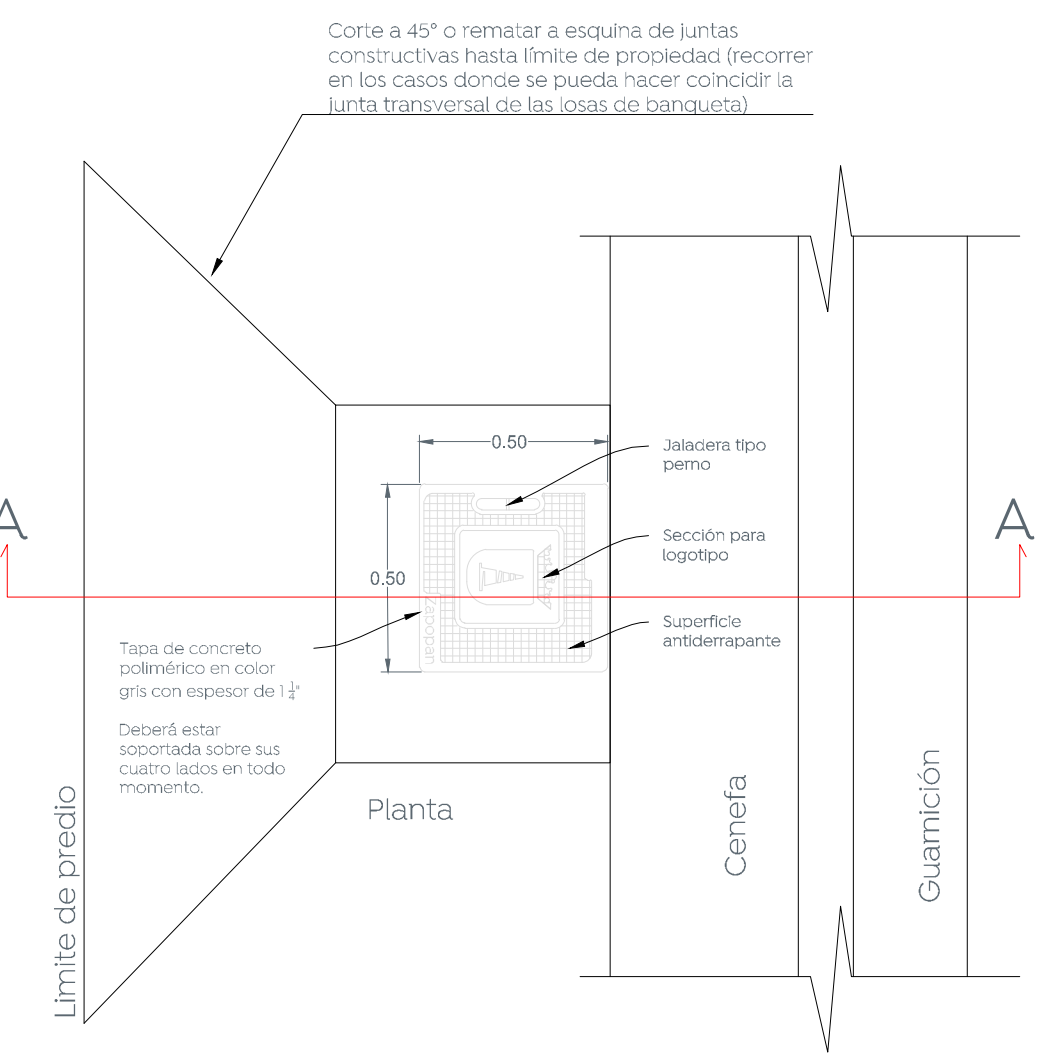 Corte a 45° o rematar a esquina de juntas
constructivas hasta límite de propiedad (recorrer
en los casos donde se pueda hacer coincidir la
junta transversal de las losas de banqueta)
0.50
Jaladera tipo
perno
A
A
Sección para
logotipo
0.50
Zapopan
Superficie
antiderrapante
Tapa de concreto
polimérico en color
gris con espesor de 1 1/4"
Deberá estar
soportada sobre sus
cuatro lados en todo
momento.
Planta
Limite de predio
Cenefa
Guarnición